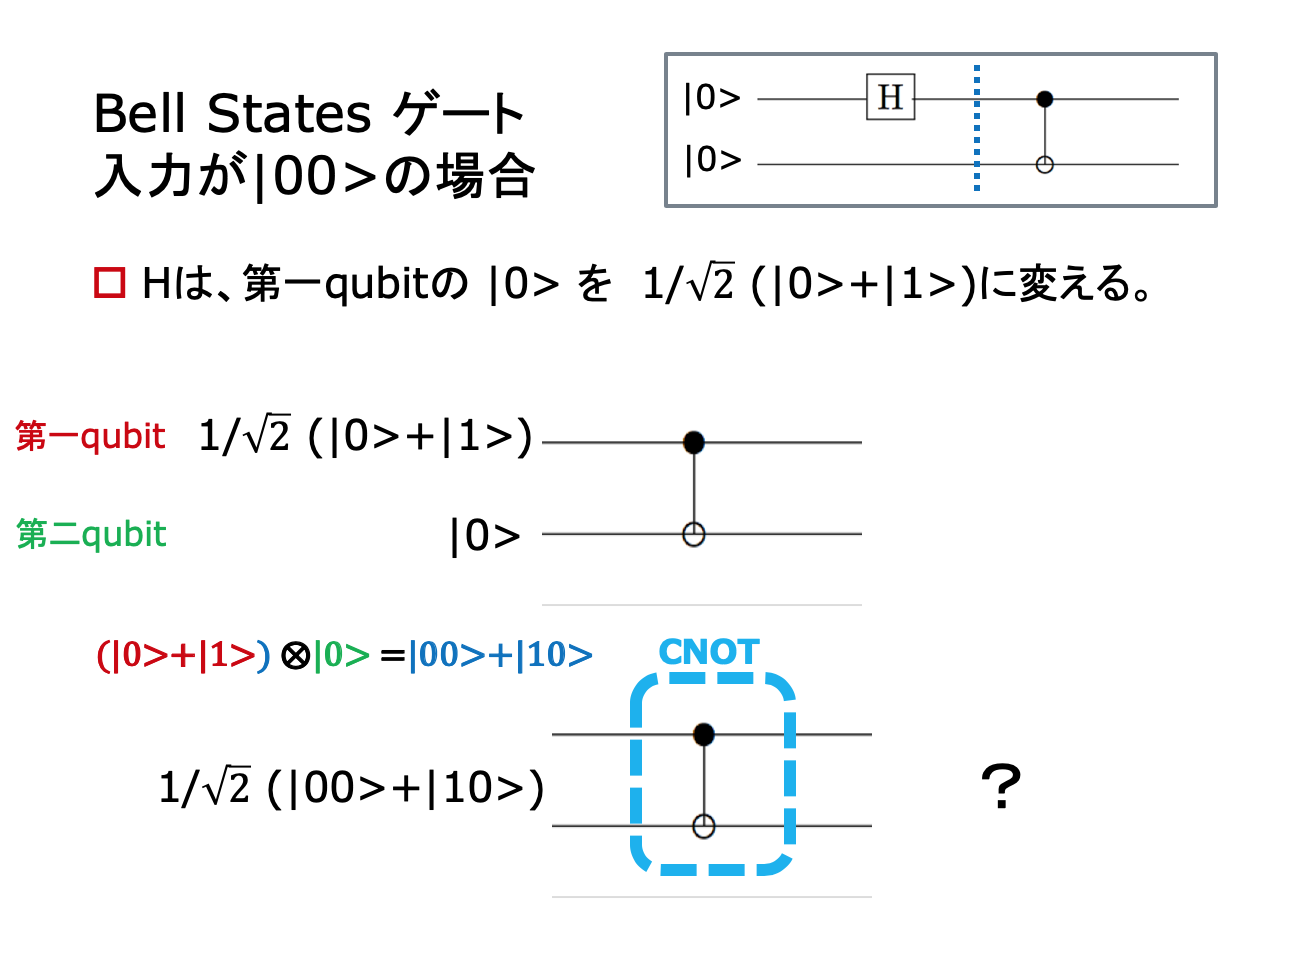 Bell States ゲート
入力が|00>の場合
|0>
H
|0>
Hは、第一qubitの |0> を 1/√2 (|0>+|1>)に変える。
第一qubit 1/√2 (|0>+|1>)
第二qubit |0>
(|0>+|1>) ⊗|0> =|00>+|10>
CNOT
1/√2 (|00>+|10>)
?